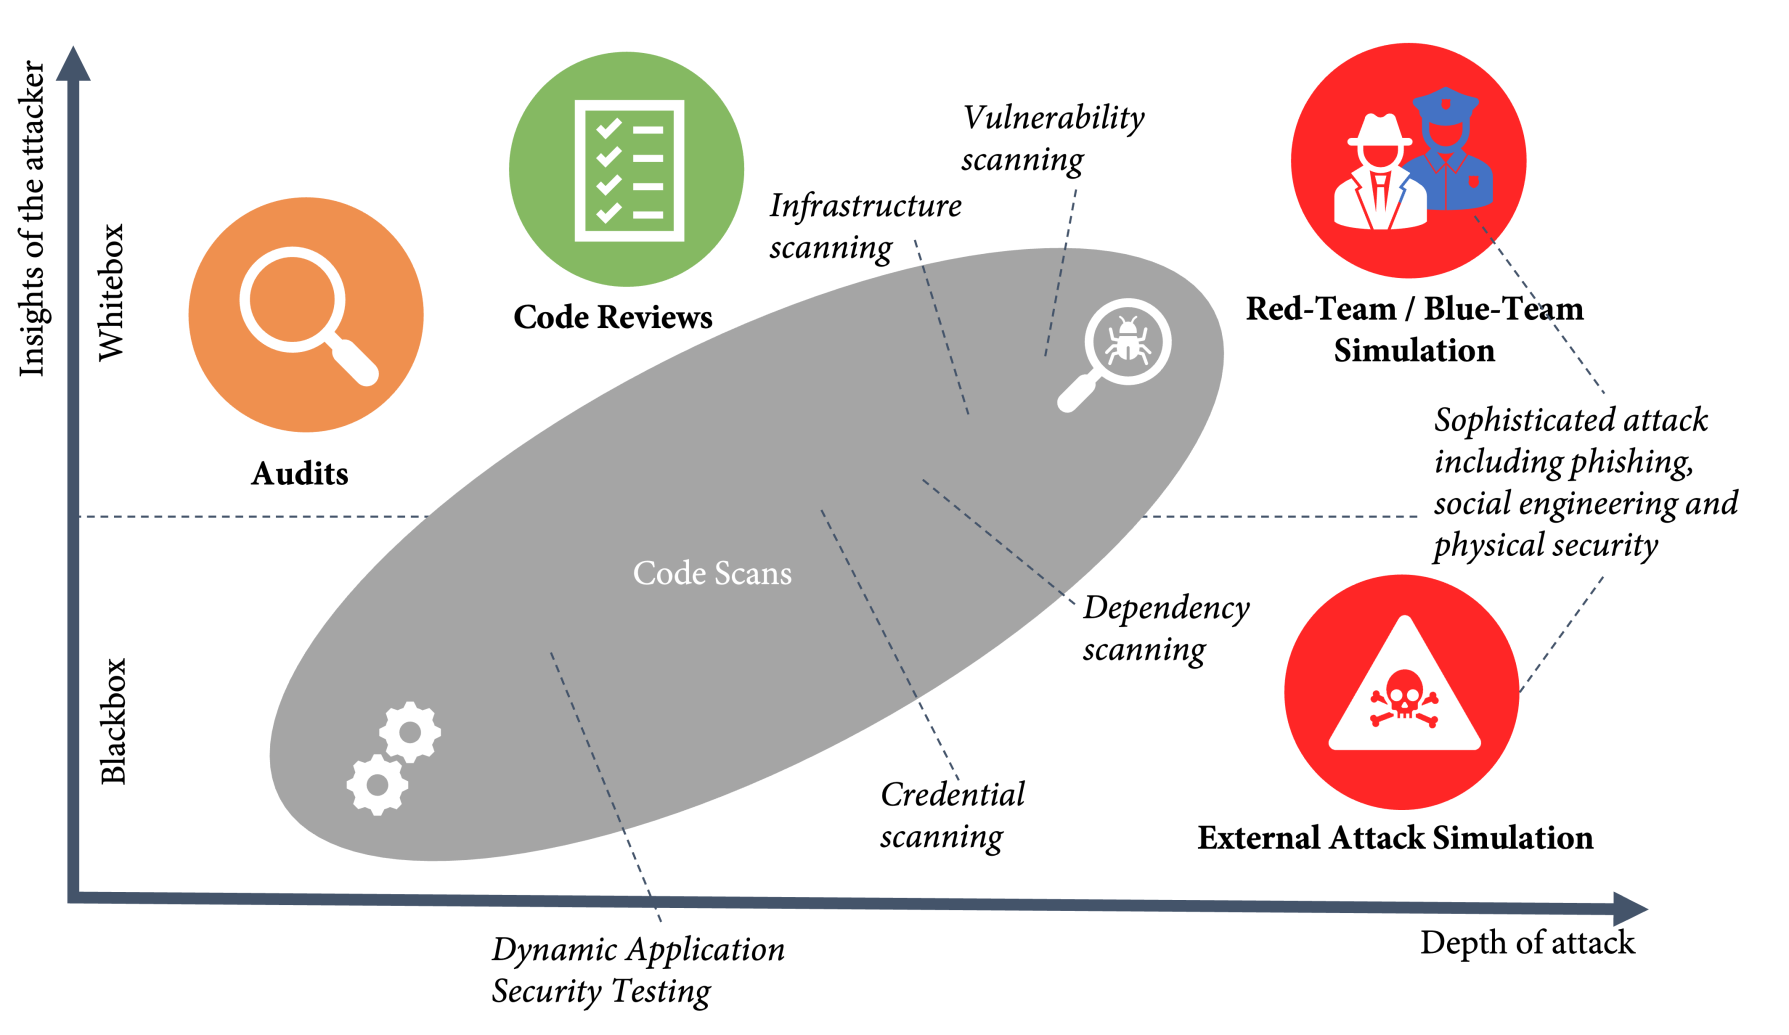 Insights of the attacker
Whitebox
Blackbox
Audits
Code Reviews
Infrastructure
scanning
Vulnerability
scanning
Red-Team / Blue-Team
Simulation
Sophisticated attack
including phishing,
social engineering and
physical security
Code Scans
Dependency
scanning
Credential
scanning
External Attack Simulation
Dynamic Application
Security Testing
Depth of attack